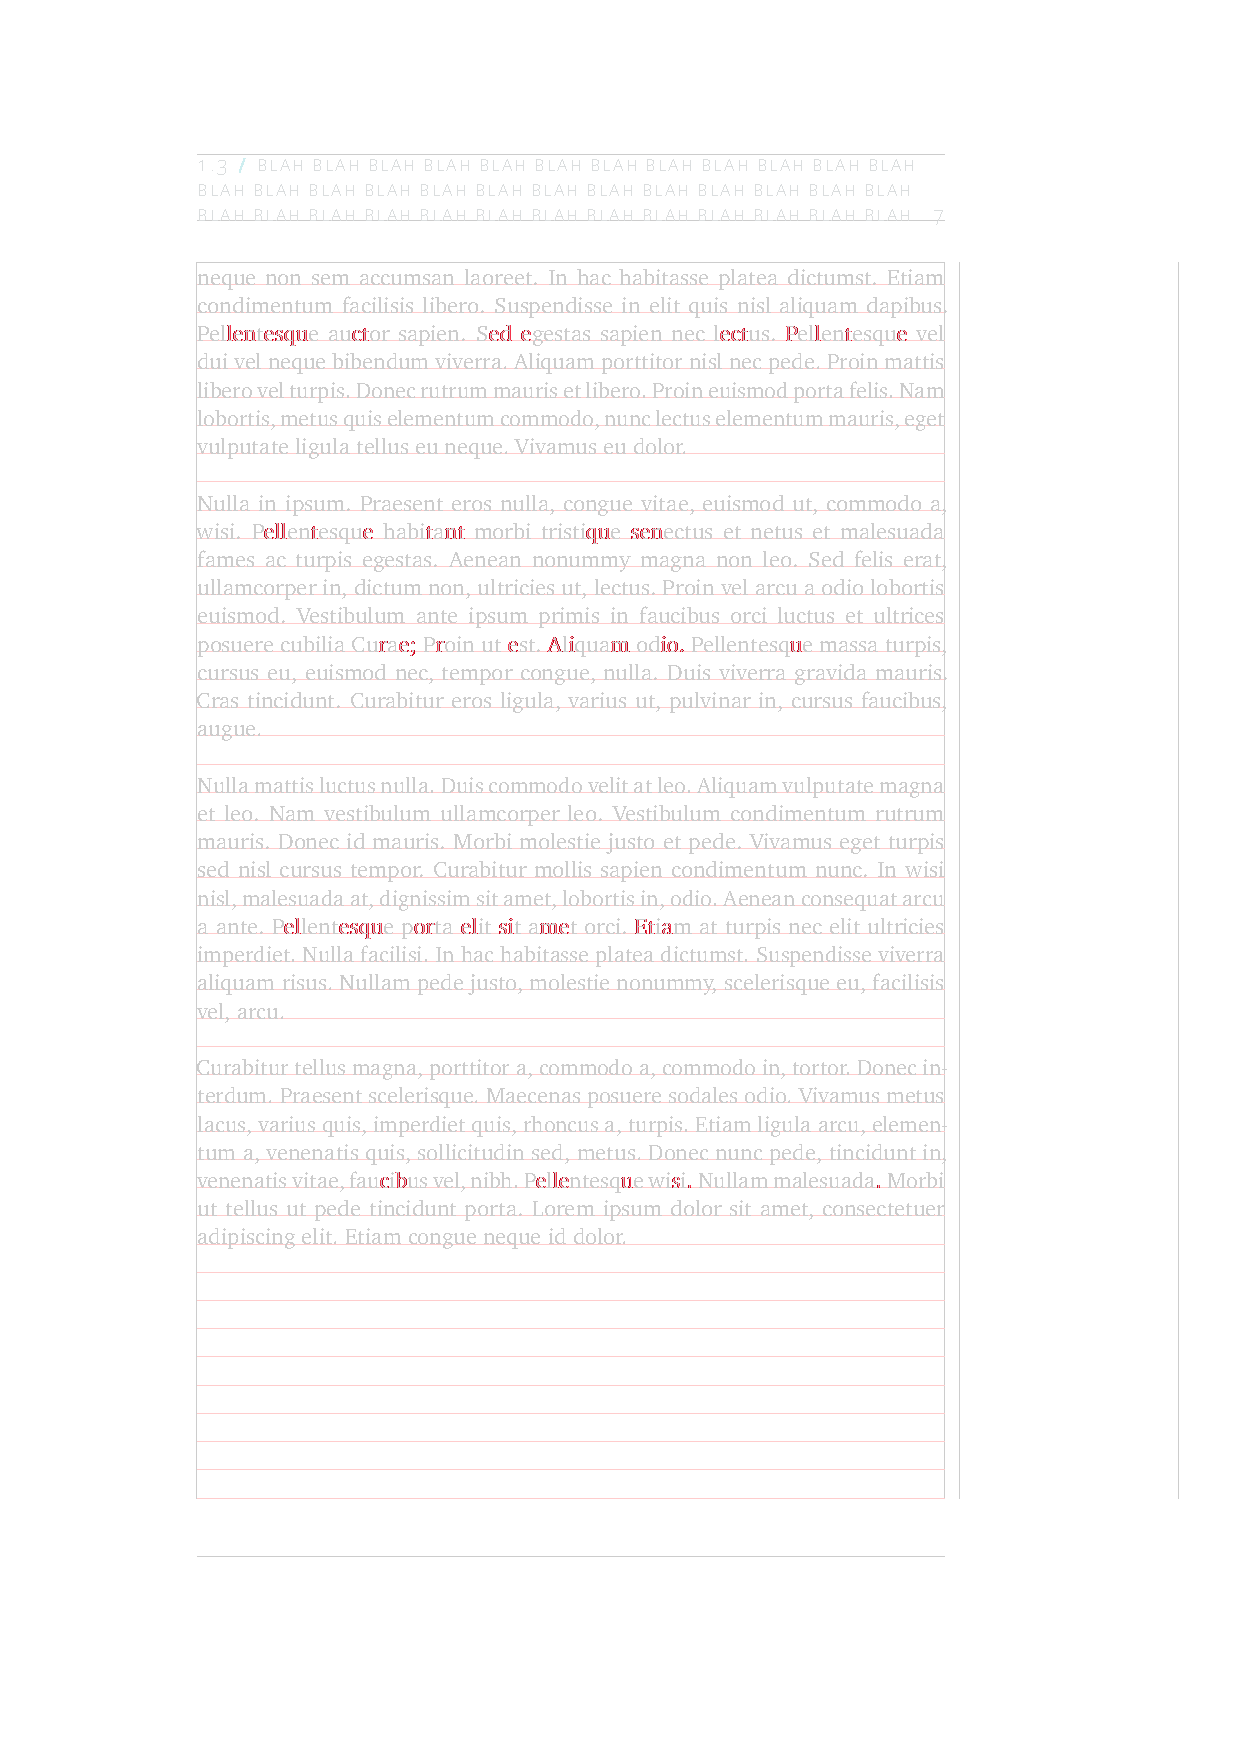 1.3 / BLAH BLAH BLAH BLAH BLAH BLAH BLAH BLAH BLAH BLAH BLAH BLAH
BLAH BLAH BLAH BLAH BLAH BLAH BLAH BLAH BLAH BLAH BLAH BLAH BLAH
BLAH BLAH BLAH BLAH BLAH BLAH BLAH BLAH BLAH BLAH BLAH BLAH BLAH 7
neque non sem accumsan laoreet. In hac habitasse platea dictumst. Etiam
condimentum facilisis libero. Suspendisse in elit quis nisl aliquam dapibus.
Pellentesque auctor sapien. Sed egestas sapien nec lectus. Pellentesque vel
dui vel neque bibendum viverra. Aliquam porttitor nisl nec pede. Proin mattis
libero vel turpis. Donec rutrum mauris et libero. Proin euismod porta felis. Nam
lobortis, metus quis elementum commodo, nunc lectus elementum mauris, eget
vulputate ligula tellus eu neque. Vivamus eu dolor.
Nulla in ipsum. Praesent eros nulla, congue vitae, euismod ut, commodo a,
wisi. Pellentesque habitant morbi tristique senectus et netus et malesuada
fames ac turpis egestas. Aenean nonummy magna non leo. Sed felis erat,
ullamcorper in, dictum non, ultricies ut, lectus. Proin vel arcu a odio lobortis
euismod. Vestibulum ante ipsum primis in faucibus orci luctus et ultrices
posuere cubilia Curae; Proin ut est. Aliquam odio. Pellentesque massa turpis,
cursus eu, euismod nec, tempor congue, nulla. Duis viverra gravida mauris.
Cras tincidunt. Curabitur eros ligula, varius ut, pulvinar in, cursus faucibus,
augue.
Nulla mattis luctus nulla. Duis commodo velit at leo. Aliquam vulputate magna
et leo. Nam vestibulum ullamcorper leo. Vestibulum condimentum rutrum
mauris. Donec id mauris. Morbi molestie justo et pede. Vivamus eget turpis
sed nisl cursus tempor. Curabitur mollis sapien condimentum nunc. In wisi
nisl, malesuada at, dignissim sit amet, lobortis in, odio. Aenean consequat arcu
a ante. Pellentesque porta elit sit amet orci. Etiam at turpis nec elit ultricies
imperdiet. Nulla facilisi. In hac habitasse platea dictumst. Suspendisse viverra
aliquam risus. Nullam pede justo, molestie nonummy, scelerisque eu, facilisis
vel, arcu.
Curabitur tellus magna, porttitor a, commodo a, commodo in, tortor. Donec in-
terdum. Praesent scelerisque. Maecenas posuere sodales odio. Vivamus metus
lacus, varius quis, imperdiet quis, rhoncus a, turpis. Etiam ligula arcu, elemen-
tum a, venenatis quis, sollicitudin sed, metus. Donec nunc pede, tincidunt in,
venenatis vitae, faucibus vel, nibh. Pellentesque wisi. Nullam malesuada. Morbi
ut tellus ut pede tincidunt porta. Lorem ipsum dolor sit amet, consectetuer
adipiscing elit. Etiam congue neque id dolor.